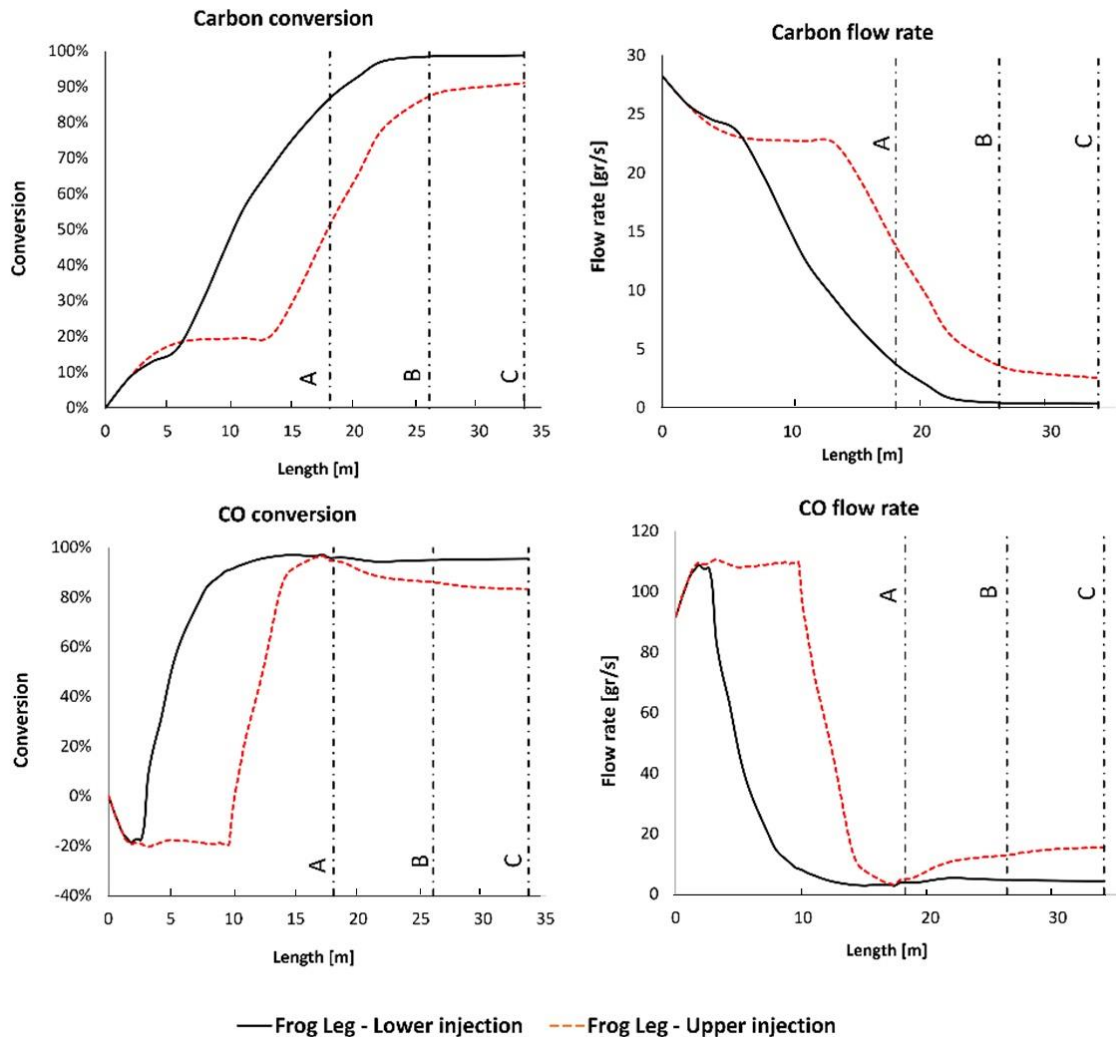 Carbon conversion
100%
90%
80%
70%
60%
50%
40%
30%
20%
10%
0%
Conversion
A
B
C
0 5 10 15 20 25 30 35
Length [m]
Carbon flow rate
30
25
20
15
10
5
0
Flow rate [gr/s]
A
B
C
0 10 20 30
Length [m]
CO conversion
100%
80%
60%
40%
20%
0%
-20%
-40%
Conversion
A
B
C
0 5 10 15 20 25 30 35
Length [m]
CO flow rate
120
100
80
60
40
20
0
Flow rate [gr/s]
A
B
C
0 10 20 30
Length [m]
Frog Leg - Lower injection Frog Leg - Upper injection